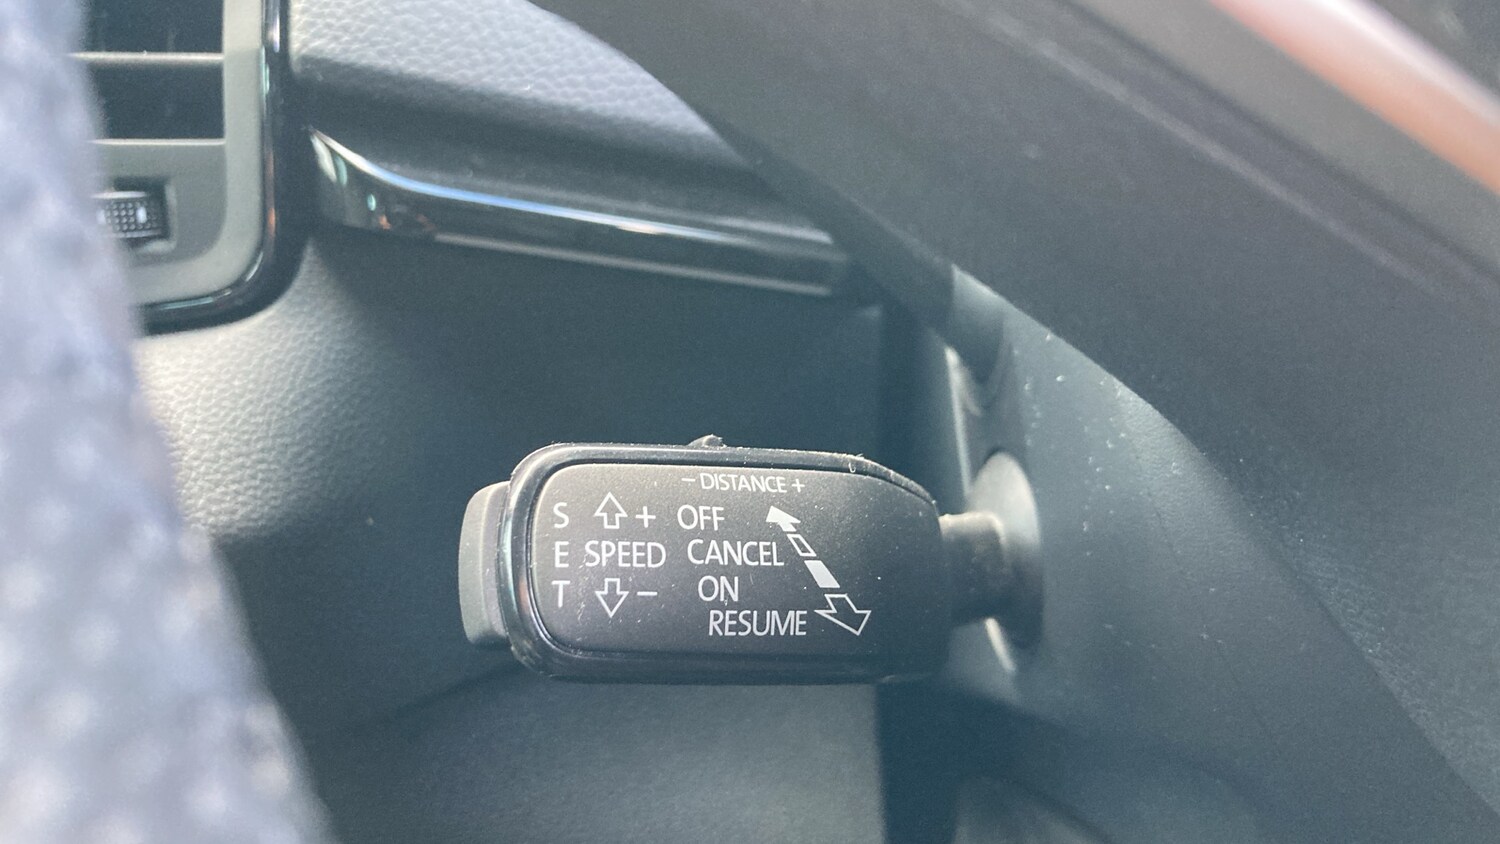 − DISTANCE +
S + OFF
E SPEED CANCEL
T − ON
RESUME